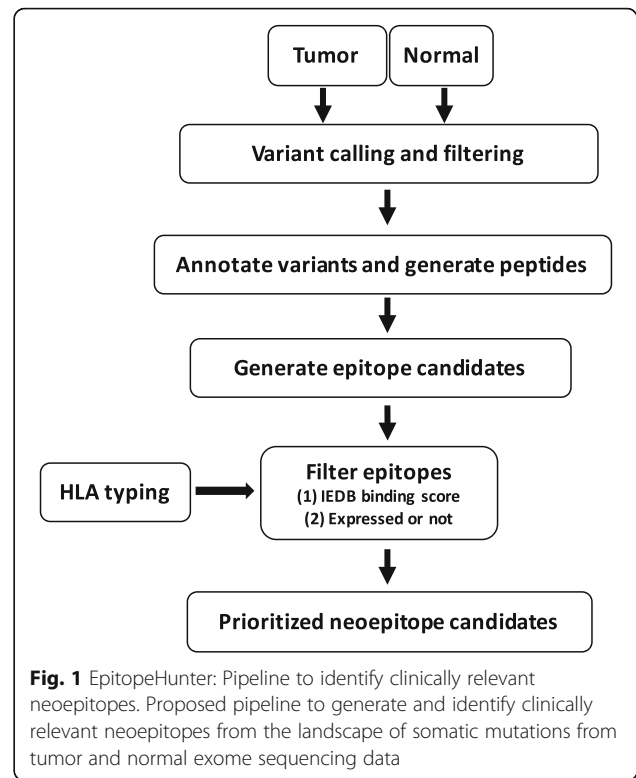 Tumor
Normal
Variant calling and filtering
Annotate variants and generate peptides
Generate epitope candidates
HLA typing
Filter epitopes
(1) IEDB binding score
(2) Expressed or not
Prioritized neoepitope candidates
Fig. 1 EpitopeHunter: Pipeline to identify clinically relevant
neoepitopes. Proposed pipeline to generate and identify clinically
relevant neoepitopes from the landscape of somatic mutations from
tumor and normal exome sequencing data